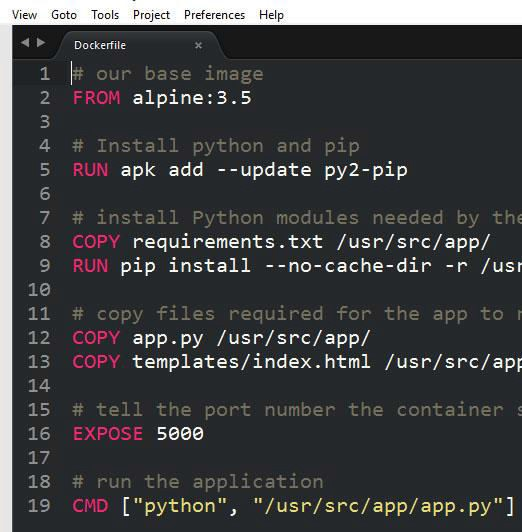 View Goto Tools Project Preferences Help
Dockerfile ×
1 # our base image
2 FROM alpine:3.5
3
4 # Install python and pip
5 RUN apk add --update py2-pip
6
7 # install Python modules needed by the
8 COPY requirements.txt /usr/src/app/
9 RUN pip install --no-cache-dir -r /usr
10
11 # copy files required for the app to r
12 COPY app.py /usr/src/app/
13 COPY templates/index.html /usr/src/app
14
15 # tell the port number the container s
16 EXPOSE 5000
17
18 # run the application
19 CMD ["python", "/usr/src/app/app.py"]